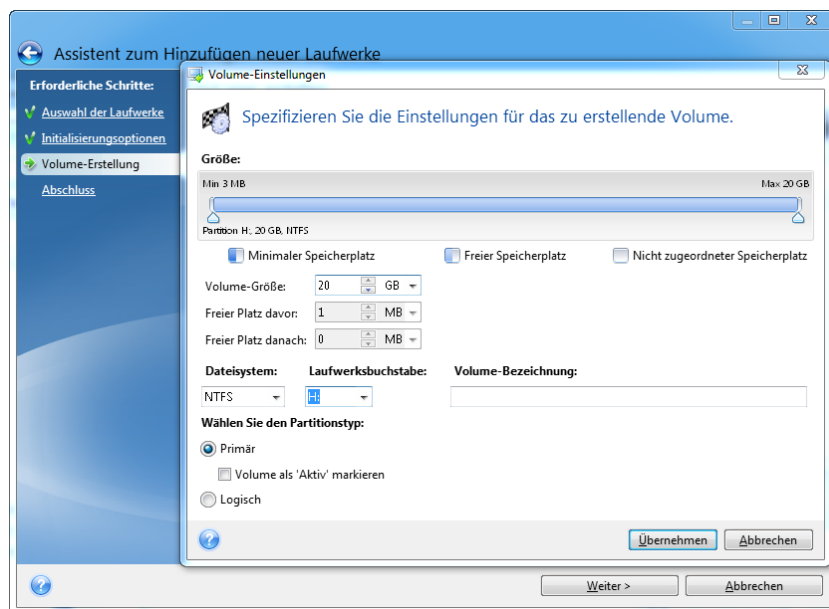 Assistent zum Hinzufügen neuer Laufwerke
Erforderliche Schritte:
Auswahl der Laufwerke
Initialisierungsoptionen
Volume-Erstellung
Abschluss
Volume-Einstellungen
Spezifizieren Sie die Einstellungen für das zu erstellende Volume.
Größe:
Min 3 MB Max 20 GB
Partition H:, 20 GB, NTFS
Minimaler Speicherplatz Freier Speicherplatz Nicht zugeordneter Speicherplatz
Volume-Größe: 20 GB
Freier Platz davor: 1 MB
Freier Platz danach: 0 MB
Dateisystem: Laufwerksbuchstabe: Volume-Bezeichnung:
NTFS H:
Wählen Sie den Partitionstyp:
Primär
Volume als 'Aktiv' markieren
Logisch
? Übernehmen Abbrechen
? Weiter > Abbrechen